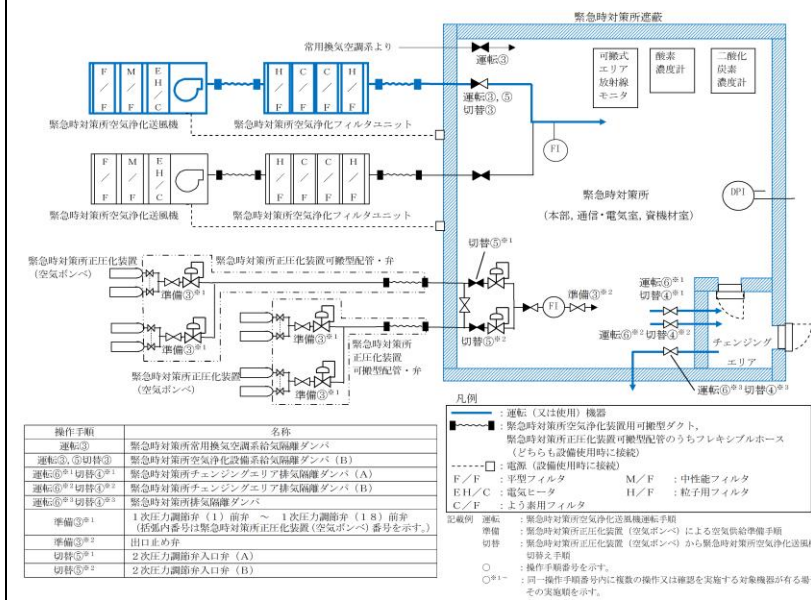 緊急時対策所遮蔽
常用換気空調系より
運転③
可搬式
エリア
放射線
モニタ
酸素
濃度計
二酸化
炭素
濃度計
F/F
M/F
EH/C
H/F
C/F
C/F
H/F
運転③,⑤
切替③
緊急時対策所空気浄化送風機
緊急時対策所空気浄化フィルタユニット
FI
F/F
M/F
EH/C
H/F
C/F
C/F
H/F
緊急時対策所空気浄化送風機
緊急時対策所空気浄化フィルタユニット
DPI
緊急時対策所
(本部,通信・電気室,資機材室)
緊急時対策所正圧化装置
(空気ボンベ)
緊急時対策所正圧化装置可搬型配管・弁
切替⑤※1
準備③※1
準備③※1
FI
準備③※2
切替⑤※2
準備③※1
準備③※1
緊急時対策所
正圧化装置
可搬型配管・弁
緊急時対策所正圧化装置
(空気ボンベ)
運転⑥※1
切替④※1
運転⑥※2切替④※2
チェンジング
エリア
運転⑥※3切替④※3
操作手順 名称
運転③ 緊急時対策所常用換気空調系給気隔離ダンパ
運転③,⑤切替③ 緊急時対策所空気浄化設備系給気隔離ダンパ(B)
運転⑥※1切替④※1 緊急時対策所チェンジングエリア排気隔離ダンパ(A)
運転⑥※2切替④※2 緊急時対策所チェンジングエリア排気隔離ダンパ(B)
運転⑥※3切替④※3 緊急時対策所排気隔離ダンパ
準備③※1 1次圧力調節弁(1)前弁 ~ 1次圧力調節弁(18)前弁
(括弧内番号は緊急時対策所正圧化装置(空気ボンベ)番号を示す。)
準備③※2 出口止め弁
切替⑤※1 2次圧力調節弁入口弁(A)
切替⑤※2 2次圧力調節弁入口弁(B)
凡例
:運転(又は使用)機器
:緊急時対策所空気浄化装置用可搬型ダクト,
緊急時対策所正圧化装置可搬型配管のうちフレキシブルホース
(どちらも設備使用時に接続)
:電源(設備使用時に接続)
F/F :平型フィルタ M/F :中性能フィルタ
EH/C :電気ヒータ H/F :粒子用フィルタ
C/F :よう素用フィルタ
記載例 運転 :緊急時対策所空気浄化送風機運転手順
準備 :緊急時対策所正圧化装置(空気ボンベ)による空気供給準備手順
切替 :緊急時対策所正圧化装置(空気ボンベ)から緊急時対策所空気浄化送風機
切替え手順
○ :操作手順番号を示す。
○※1~ :同一操作手順番号内に複数の操作又は確認を実施する対象機器が有る場
その実施順を示す。